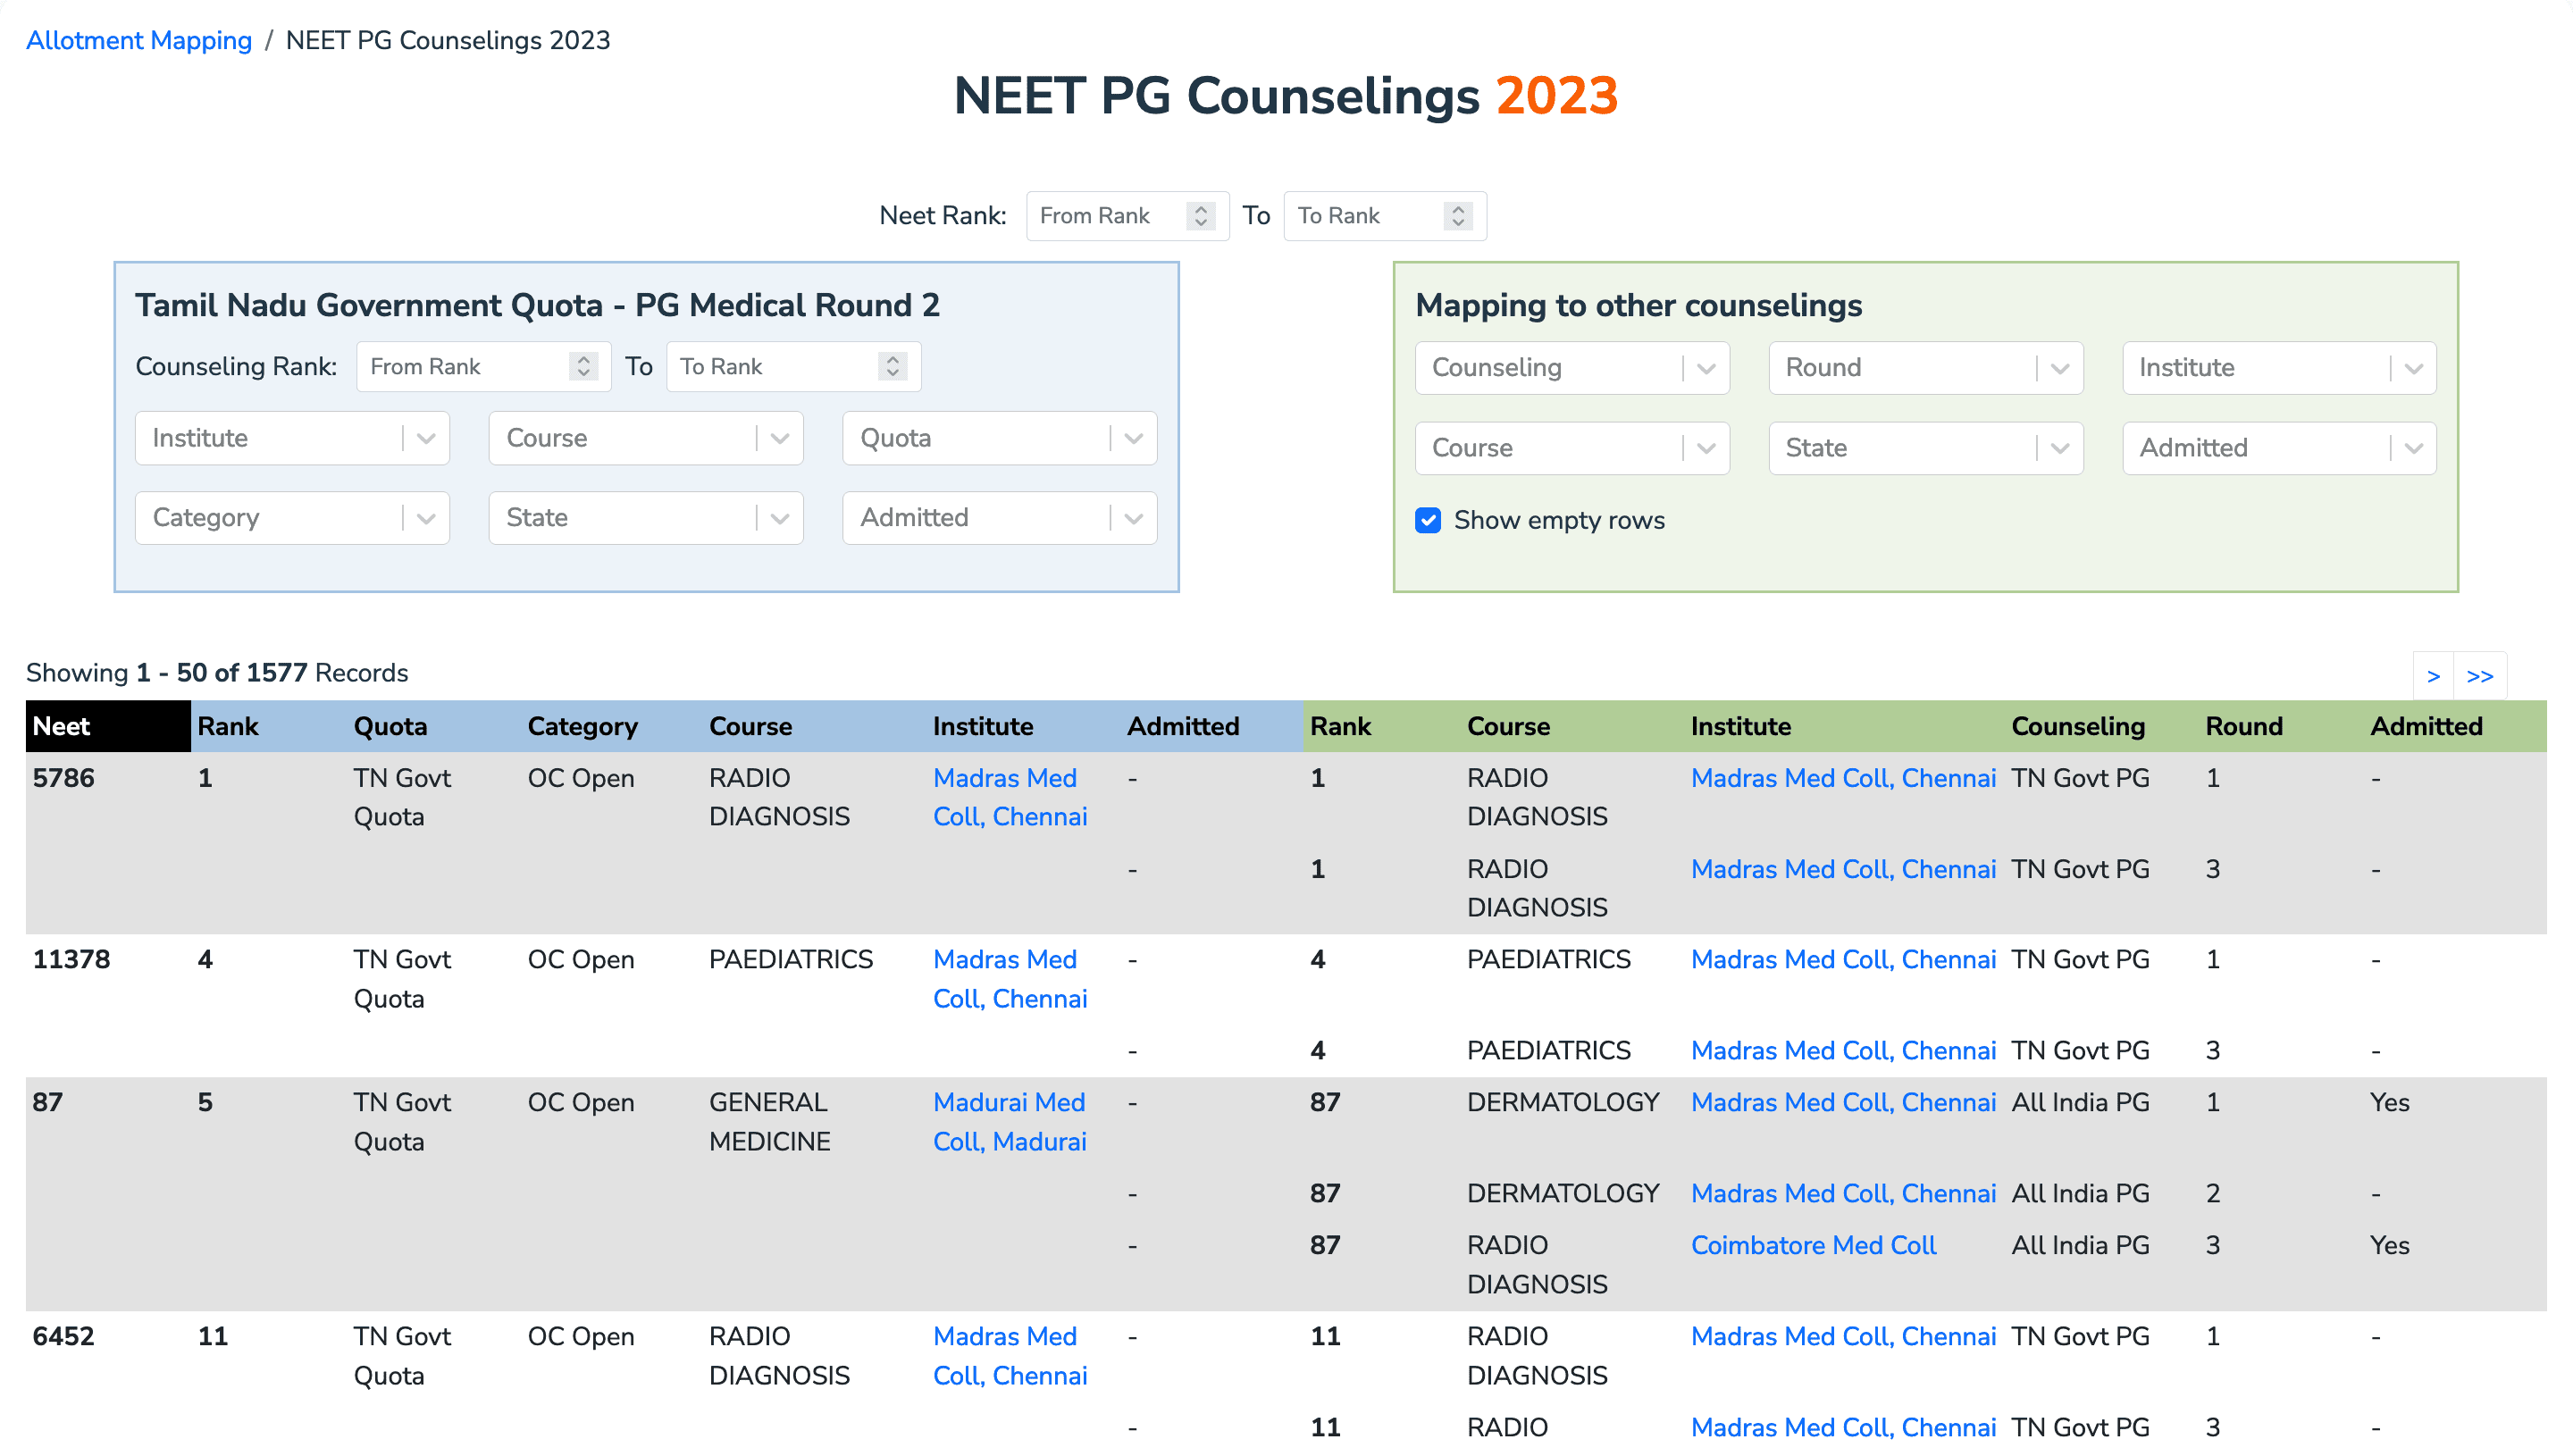 Allotment Mapping / NEET PG Counselings 2023
NEET PG Counselings 2023
Neet Rank: From Rank To To Rank
Tamil Nadu Government Quota - PG Medical Round 2
Counseling Rank: From Rank To To Rank
Institute Course Quota
Category State Admitted
Mapping to other counselings
Counseling Round Institute
Course State Admitted
Show empty rows
Showing 1 - 50 of 1577 Records
> >>
Neet Rank Quota Category Course Institute Admitted Rank Course Institute Counseling Round Admitted
5786 1 TN Govt OC Open RADIO Madras Med - 1 RADIO Madras Med Coll, Chennai TN Govt PG 1 -
Quota DIAGNOSIS Coll, Chennai DIAGNOSIS
- 1 RADIO Madras Med Coll, Chennai TN Govt PG 3 -
DIAGNOSIS
11378 4 TN Govt OC Open PAEDIATRICS Madras Med - 4 PAEDIATRICS Madras Med Coll, Chennai TN Govt PG 1 -
Quota Coll, Chennai
- 4 PAEDIATRICS Madras Med Coll, Chennai TN Govt PG 3 -
87 5 TN Govt OC Open GENERAL Madurai Med - 87 DERMATOLOGY Madras Med Coll, Chennai All India PG 1 Yes
Quota MEDICINE Coll, Madurai
- 87 DERMATOLOGY Madras Med Coll, Chennai All India PG 2 -
- 87 RADIO Coimbatore Med Coll All India PG 3 Yes
DIAGNOSIS
6452 11 TN Govt OC Open RADIO Madras Med - 11 RADIO Madras Med Coll, Chennai TN Govt PG 1 -
Quota DIAGNOSIS Coll, Chennai DIAGNOSIS
- 11 RADIO Madras Med Coll, Chennai TN Govt PG 3 -